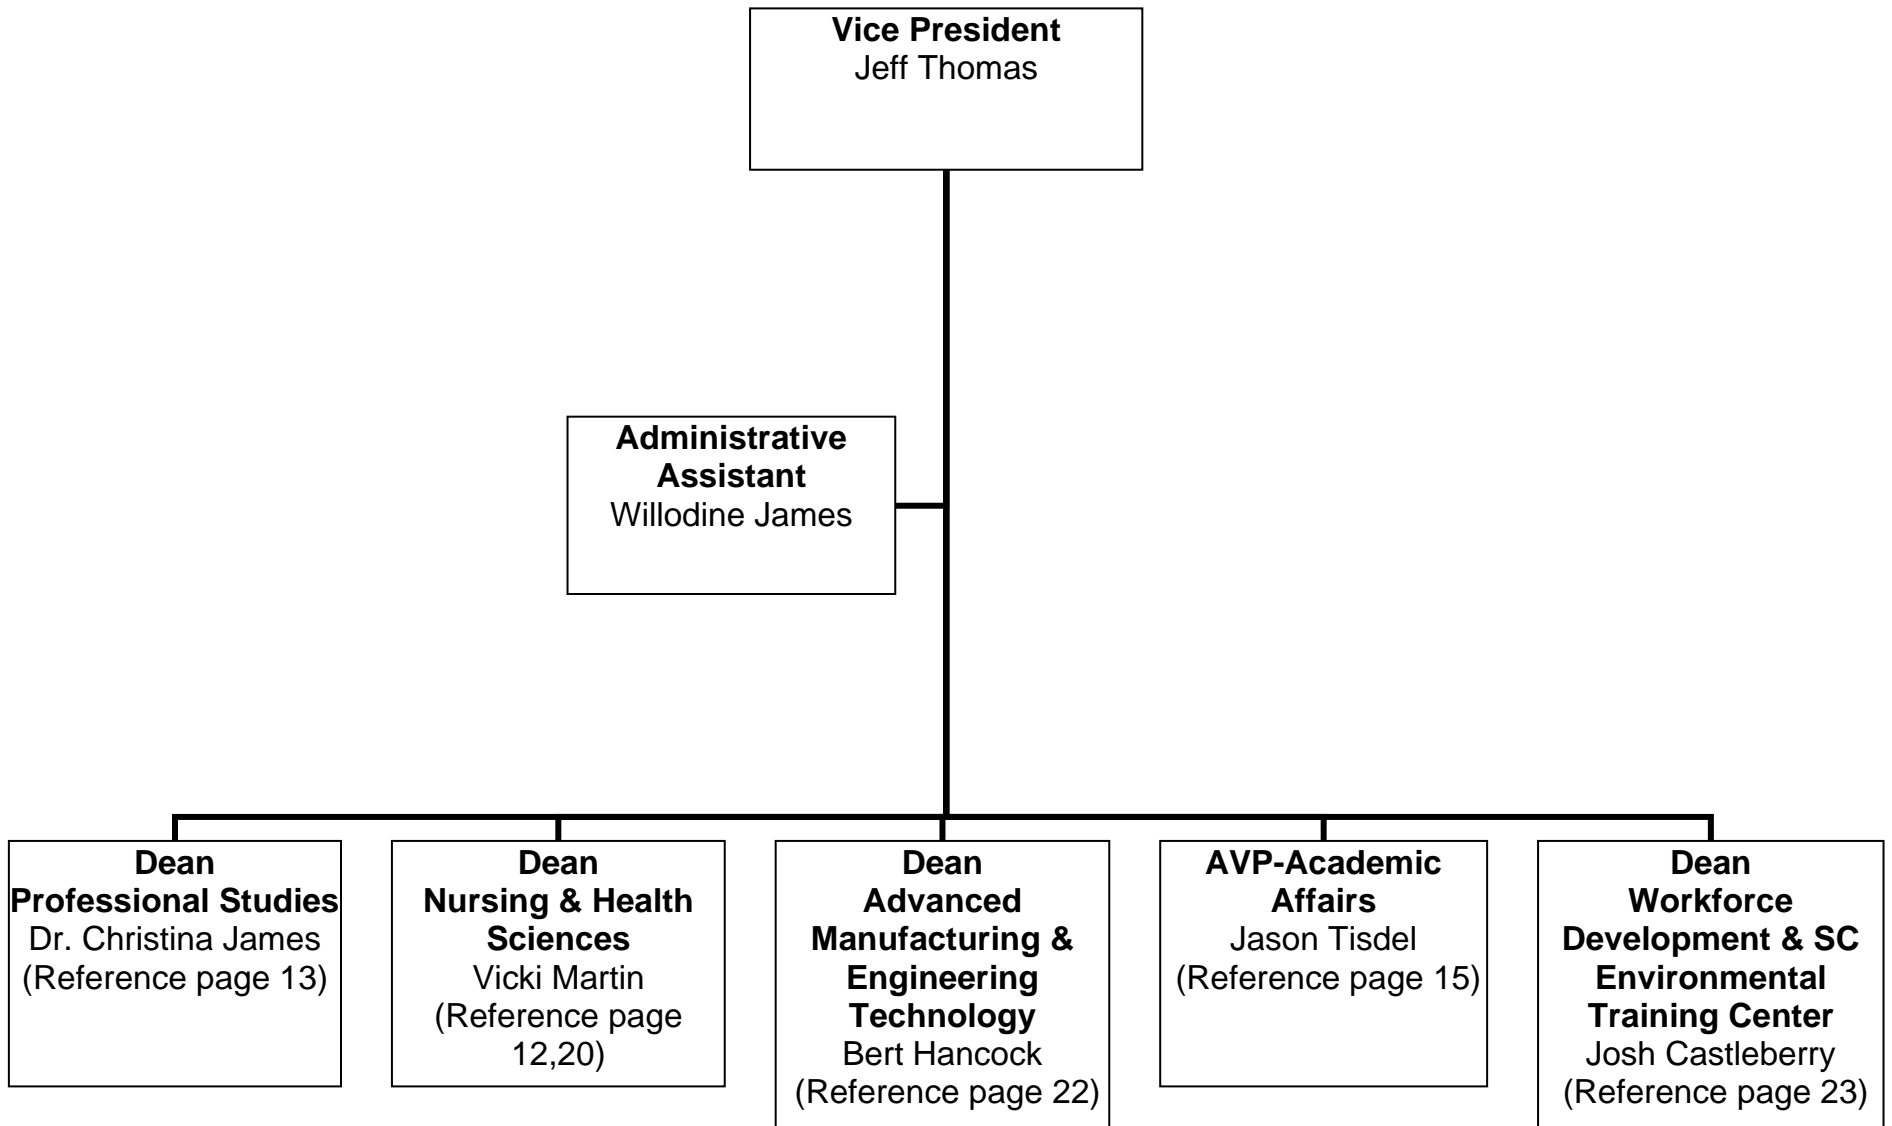 Vice President
Jeff Thomas
Administrative
Assistant
Willodine James
Dean
Professional Studies
Dr. Christina James
(Reference page 13)
Dean
Nursing & Health
Sciences
Vicki Martin
(Reference page
12,20)
Dean
Advanced
Manufacturing &
Engineering
Technology
Bert Hancock
(Reference page 22)
AVP-Academic
Affairs
Jason Tisdel
(Reference page 15)
Dean
Workforce
Development & SC
Environmental
Training Center
Josh Castleberry
(Reference page 23)